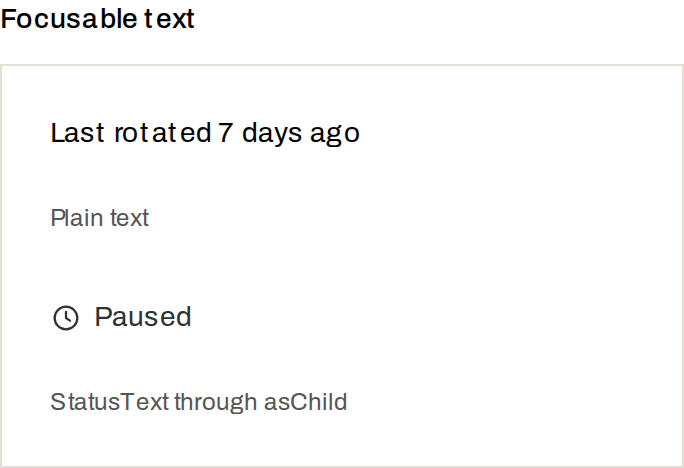 Focusable text
Last rotated 7 days ago
Plain text
Paused
StatusText through asChild